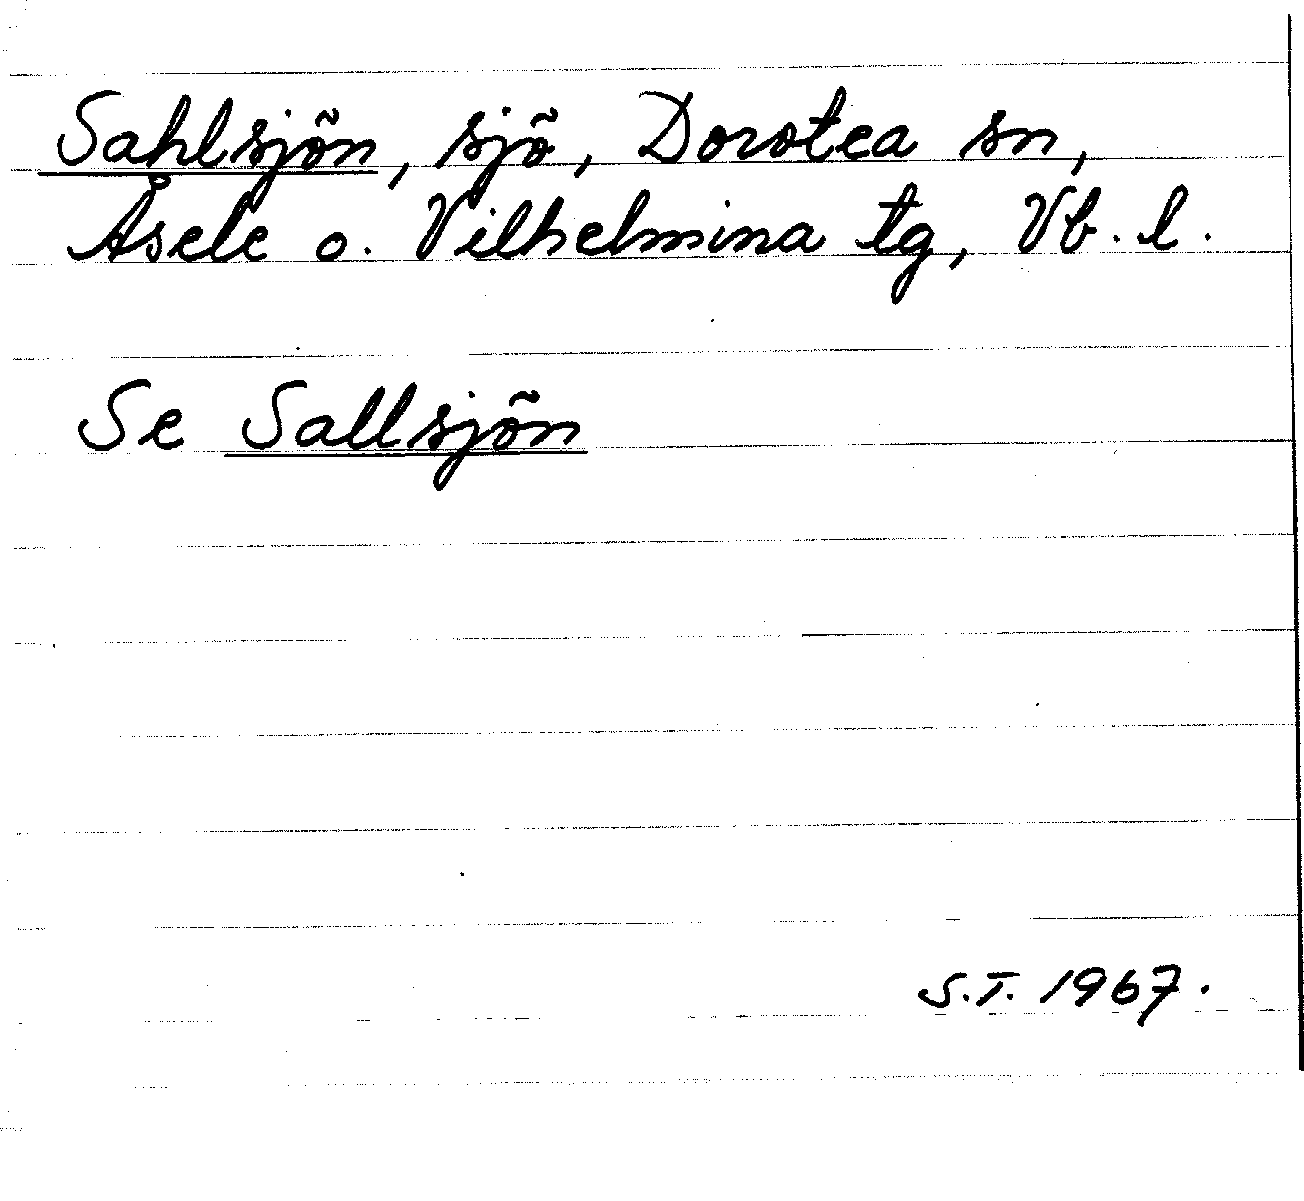 Sahlsjön, sjö, Dorotea sn,
Åsele o. Vilhelmina tg, Vb. l.
Se Sallsjön
S.T. 1967.